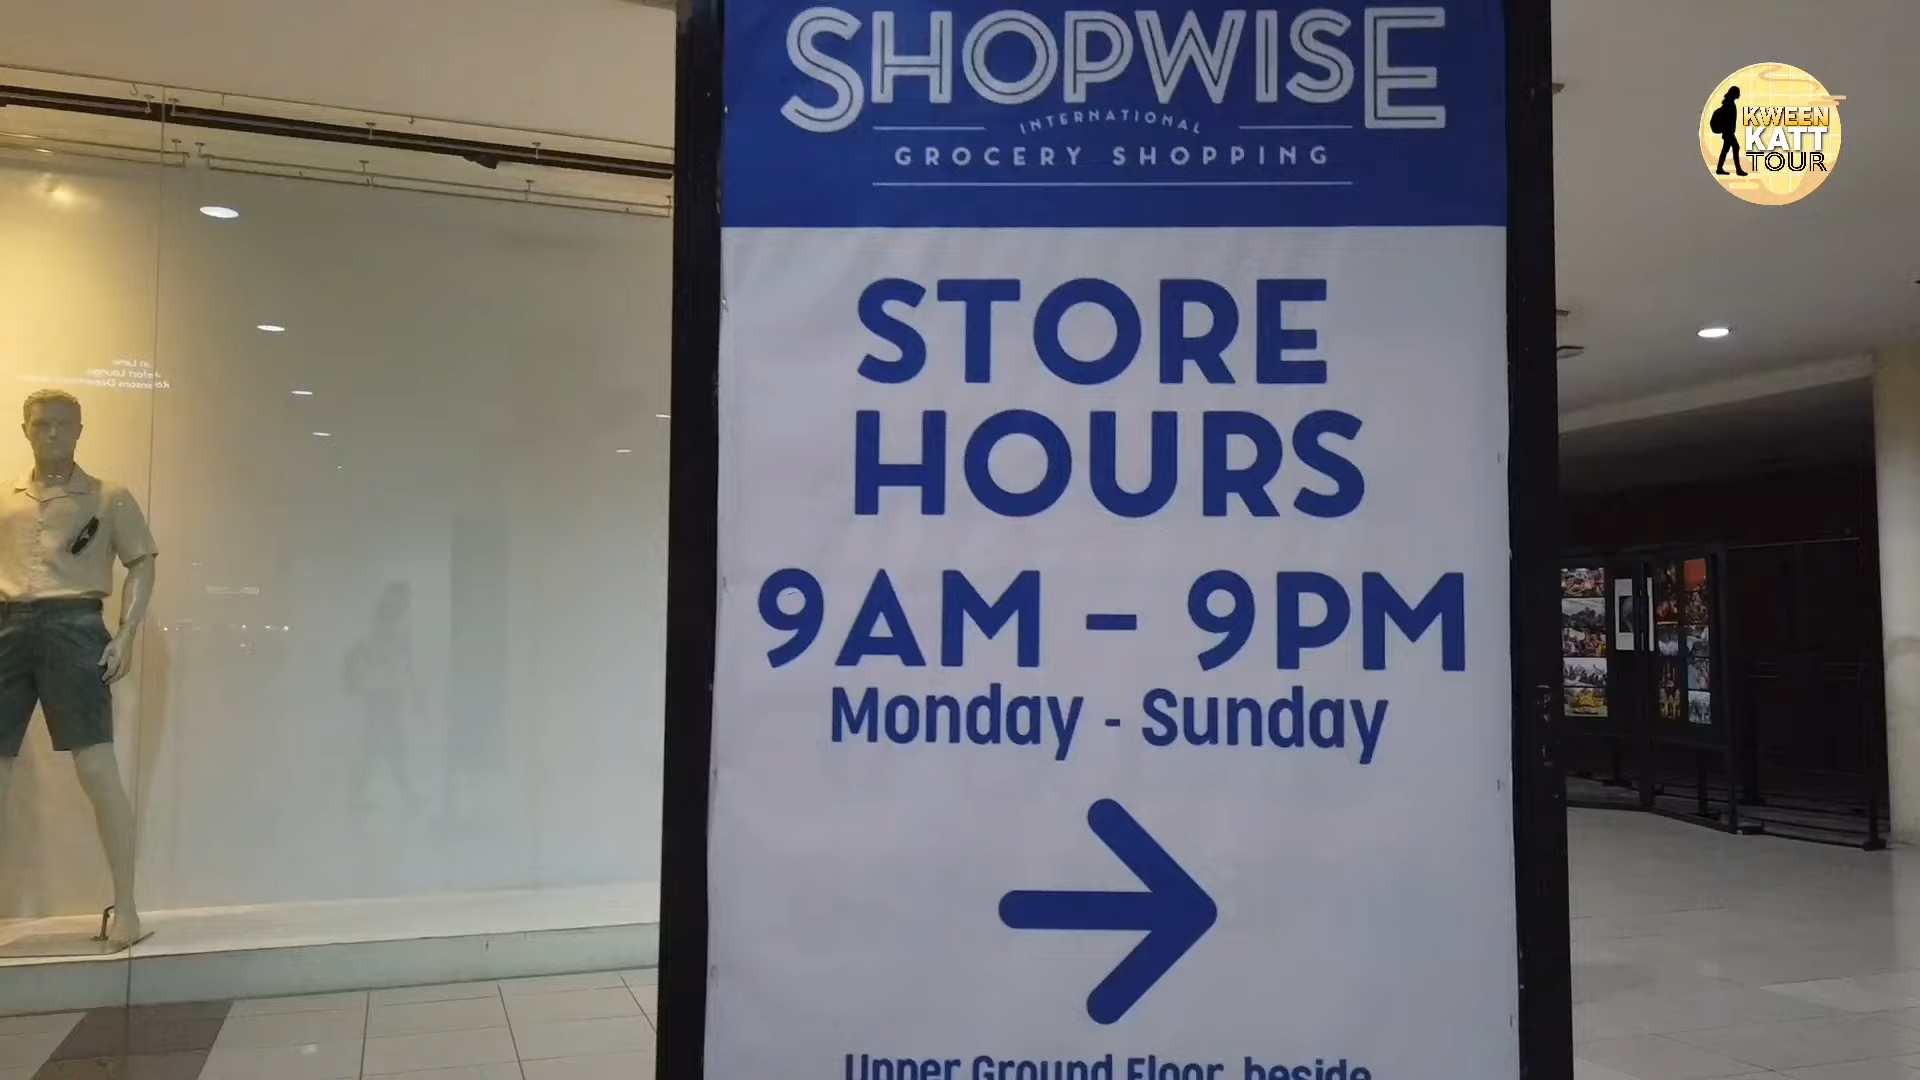 SHOPWISE
INTERNATIONAL
GROCERY SHOPPING
KWEEN
KATT
TOUR
STORE
HOURS
9AM - 9PM
Monday - Sunday
Upper Ground Floor, beside